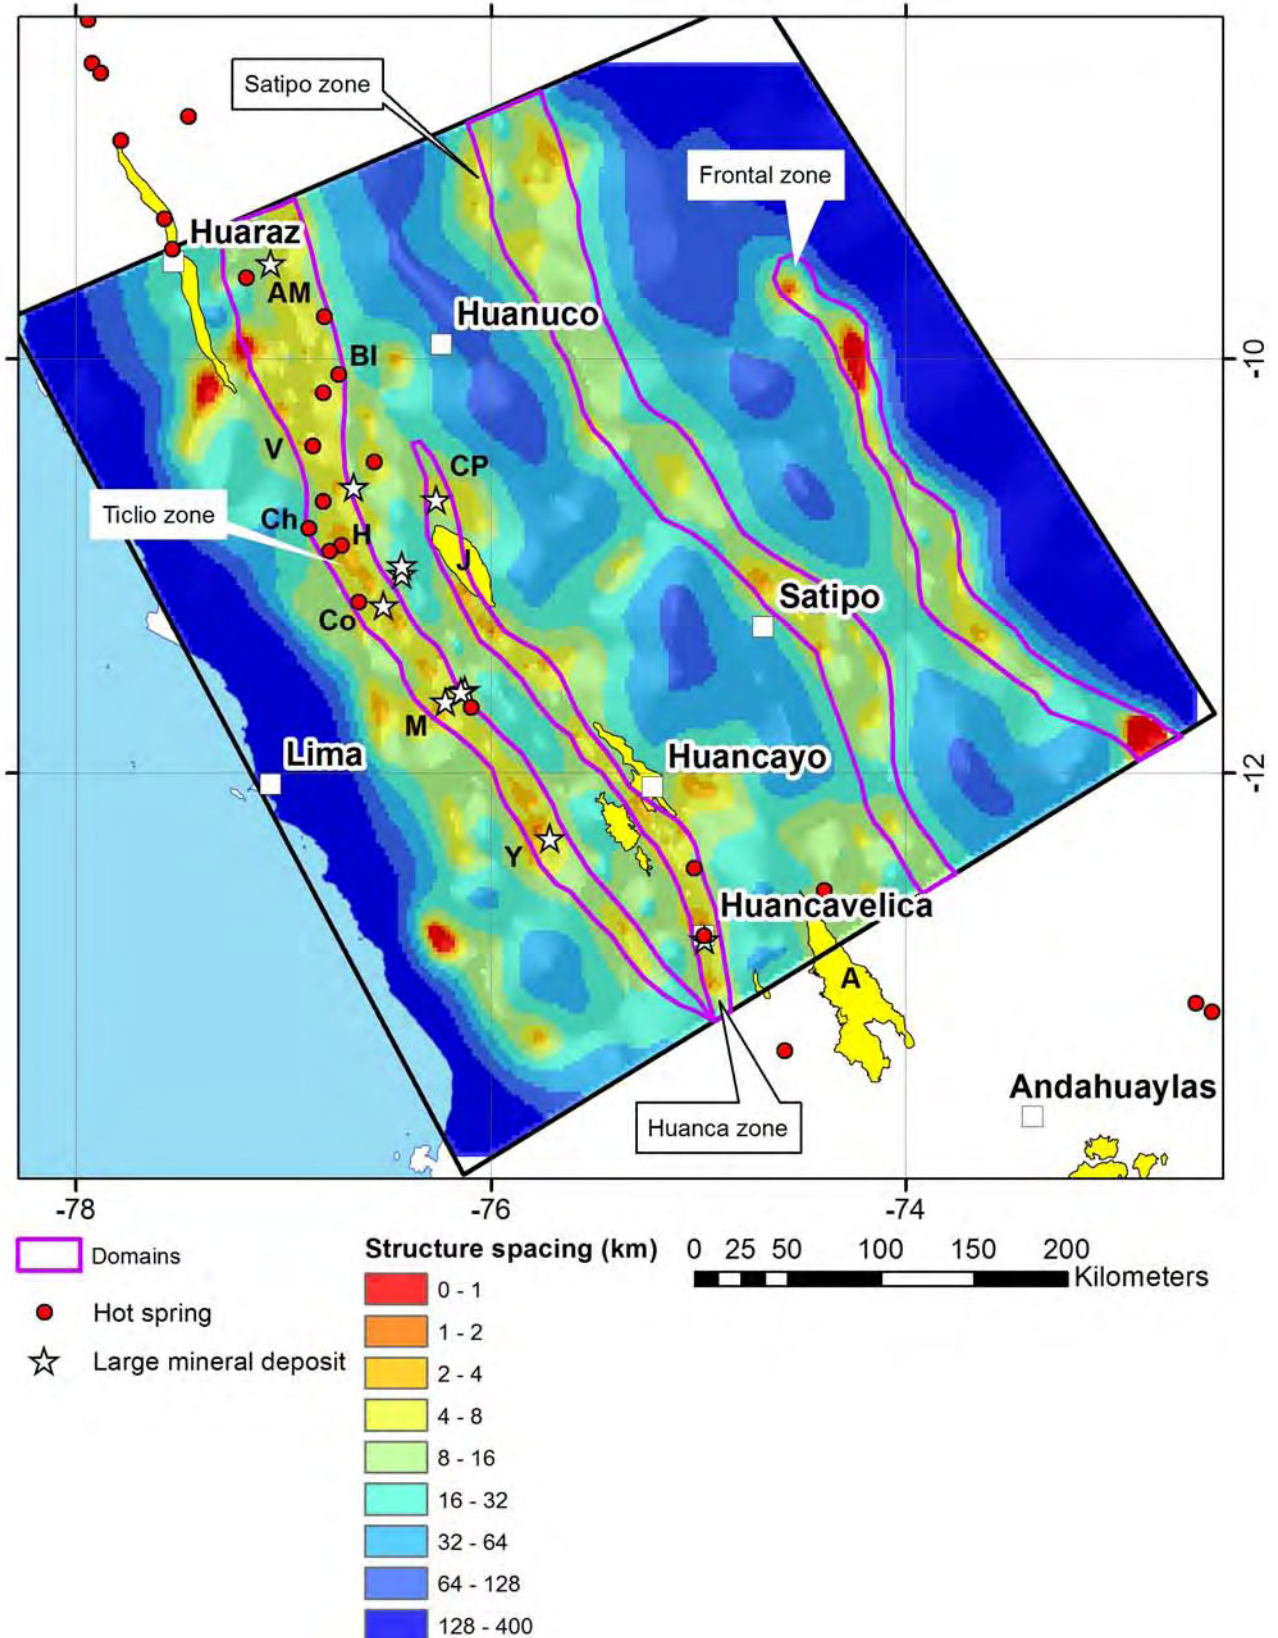 Satipo zone
Frontal zone
Huaraz
AM
Huanuco
BI
-10
V
CP
Ticlio zone
Ch
H
J
Satipo
Co
M
Lima
Huancayo
-12
Y
Huancavelica
A
Andahuaylas
Huanca zone
-78
-76
-74
Domains
Hot spring
Large mineral deposit
Structure spacing (km)
0 - 1
1 - 2
2 - 4
4 - 8
8 - 16
16 - 32
32 - 64
64 - 128
128 - 400
0 25 50 100 150 200
Kilometers